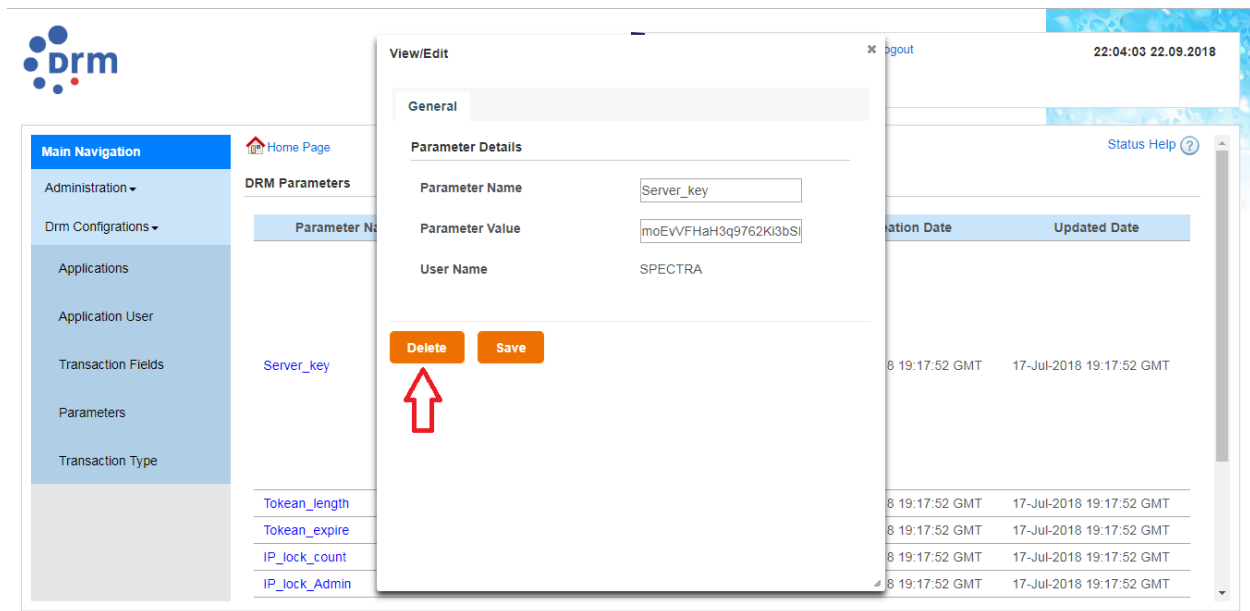 Drm
ogout
22:04:03 22.09.2018
View/Edit
General
Parameter Details
Parameter Name Server_key
Parameter Value
User Name SPECTRA
Delete Save
Main Navigation
Administration
Drm Configrations
Applications
Application User
Transaction Fields
Parameters
Transaction Type
Home Page
Status Help ?
DRM Parameters
Parameter Na ation Date Updated Date
Server_key 8 19:17:52 GMT 17-Jul-2018 19:17:52 GMT
Tokean_length 8 19:17:52 GMT 17-Jul-2018 19:17:52 GMT
Tokean_expire 8 19:17:52 GMT 17-Jul-2018 19:17:52 GMT
IP_lock_count 8 19:17:52 GMT 17-Jul-2018 19:17:52 GMT
IP_lock_Admin 8 19:17:52 GMT 17-Jul-2018 19:17:52 GMT